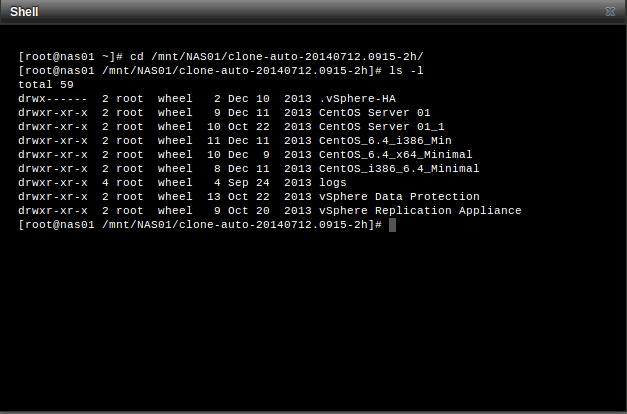 Shell
[root@nas01 ~]# cd /mnt/NAS01/clone-auto-20140712.0915-2h/
[root@nas01 /mnt/NAS01/clone-auto-20140712.0915-2h]# ls -l
total 59
drwx------  2 root  wheel   2 Dec 10  2013 .vSphere-HA
drwxr-xr-x  2 root  wheel   9 Dec 11  2013 CentOS Server 01
drwxr-xr-x  2 root  wheel  10 Oct 22  2013 CentOS Server 01_1
drwxr-xr-x  2 root  wheel  11 Dec 11  2013 CentOS_6.4_i386_Min
drwxr-xr-x  2 root  wheel  10 Dec  9  2013 CentOS_6.4_x64_Minimal
drwxr-xr-x  2 root  wheel   8 Dec 11  2013 CentOS_i386_6.4_Minimal
drwxr-xr-x  4 root  wheel   4 Sep 24  2013 logs
drwxr-xr-x  2 root  wheel  13 Oct 22  2013 vSphere Data Protection
drwxr-xr-x  2 root  wheel   9 Oct 20  2013 vSphere Replication Appliance
[root@nas01 /mnt/NAS01/clone-auto-20140712.0915-2h]#